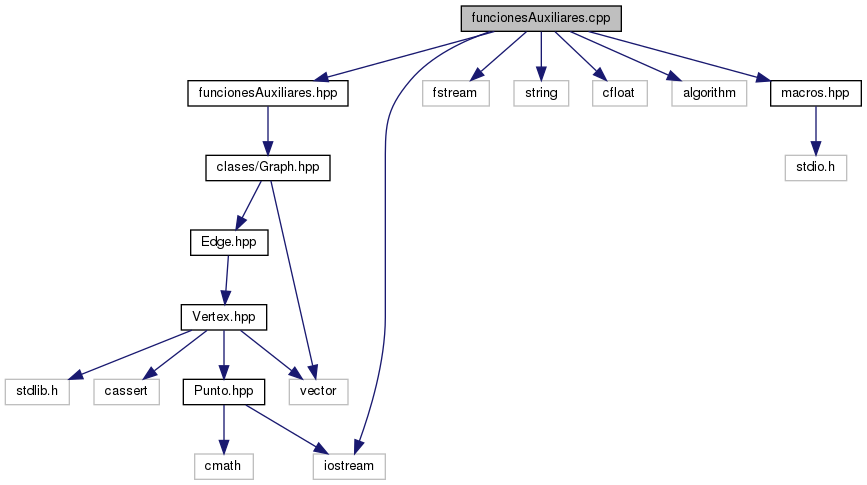 funcionesAuxiliares.cpp
funcionesAuxiliares.hpp
fstream
string
cfloat
algorithm
macros.hpp
clases/Graph.hpp
stdio.h
Edge.hpp
Vertex.hpp
stdlib.h
cassert
Punto.hpp
vector
cmath
iostream